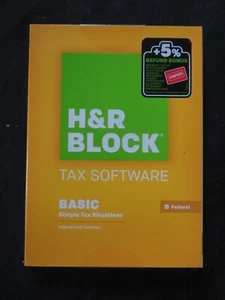 +5%
REFUND BONUS
H&R
BLOCK
TAX SOFTWARE
BASIC
Simple Tax Situations
Federal